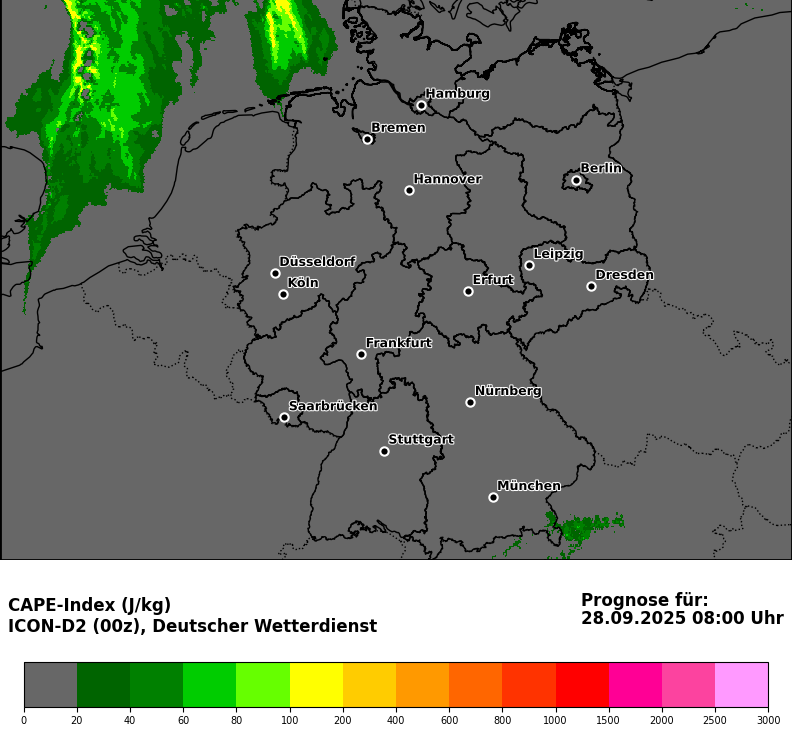 Hamburg
Bremen
Berlin
Hannover
Leipzig
Düsseldorf
Dresden
Erfurt
Köln
Frankfurt
Nürnberg
Saarbrücken
Stuttgart
München
CAPE-Index (J/kg)
ICON-D2 (00z), Deutscher Wetterdienst
Prognose für:
28.09.2025 08:00 Uhr
0 20 40 60 80 100 200 400 600 800 1000 1500 2000 2500 3000